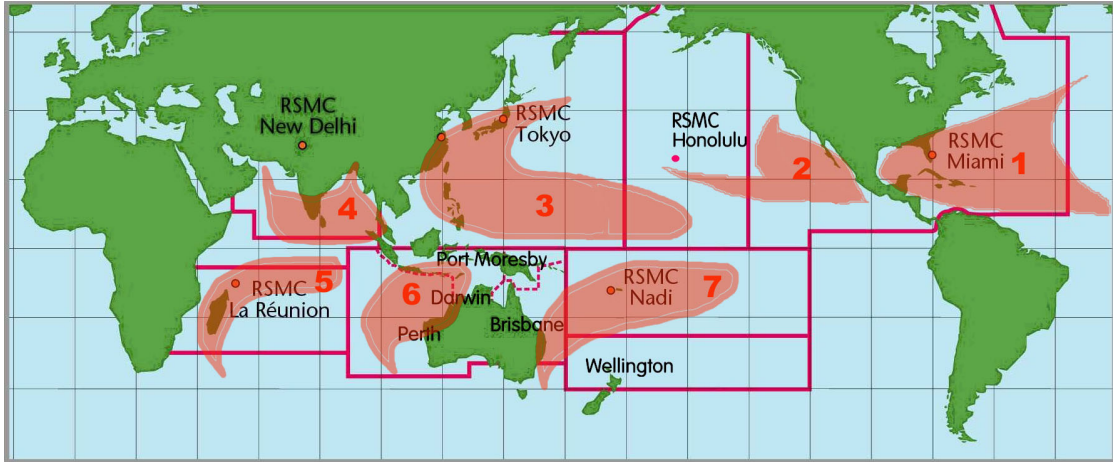 RSMC
New Delhi
RSMC
Tokyo
RSMC
Honolulu
RSMC
Miami
1
2
3
4
Port Moresby
5
RSMC
La Réunion
6
Darwin
Perth
Brisbane
RSMC
Nadi
7
Wellington